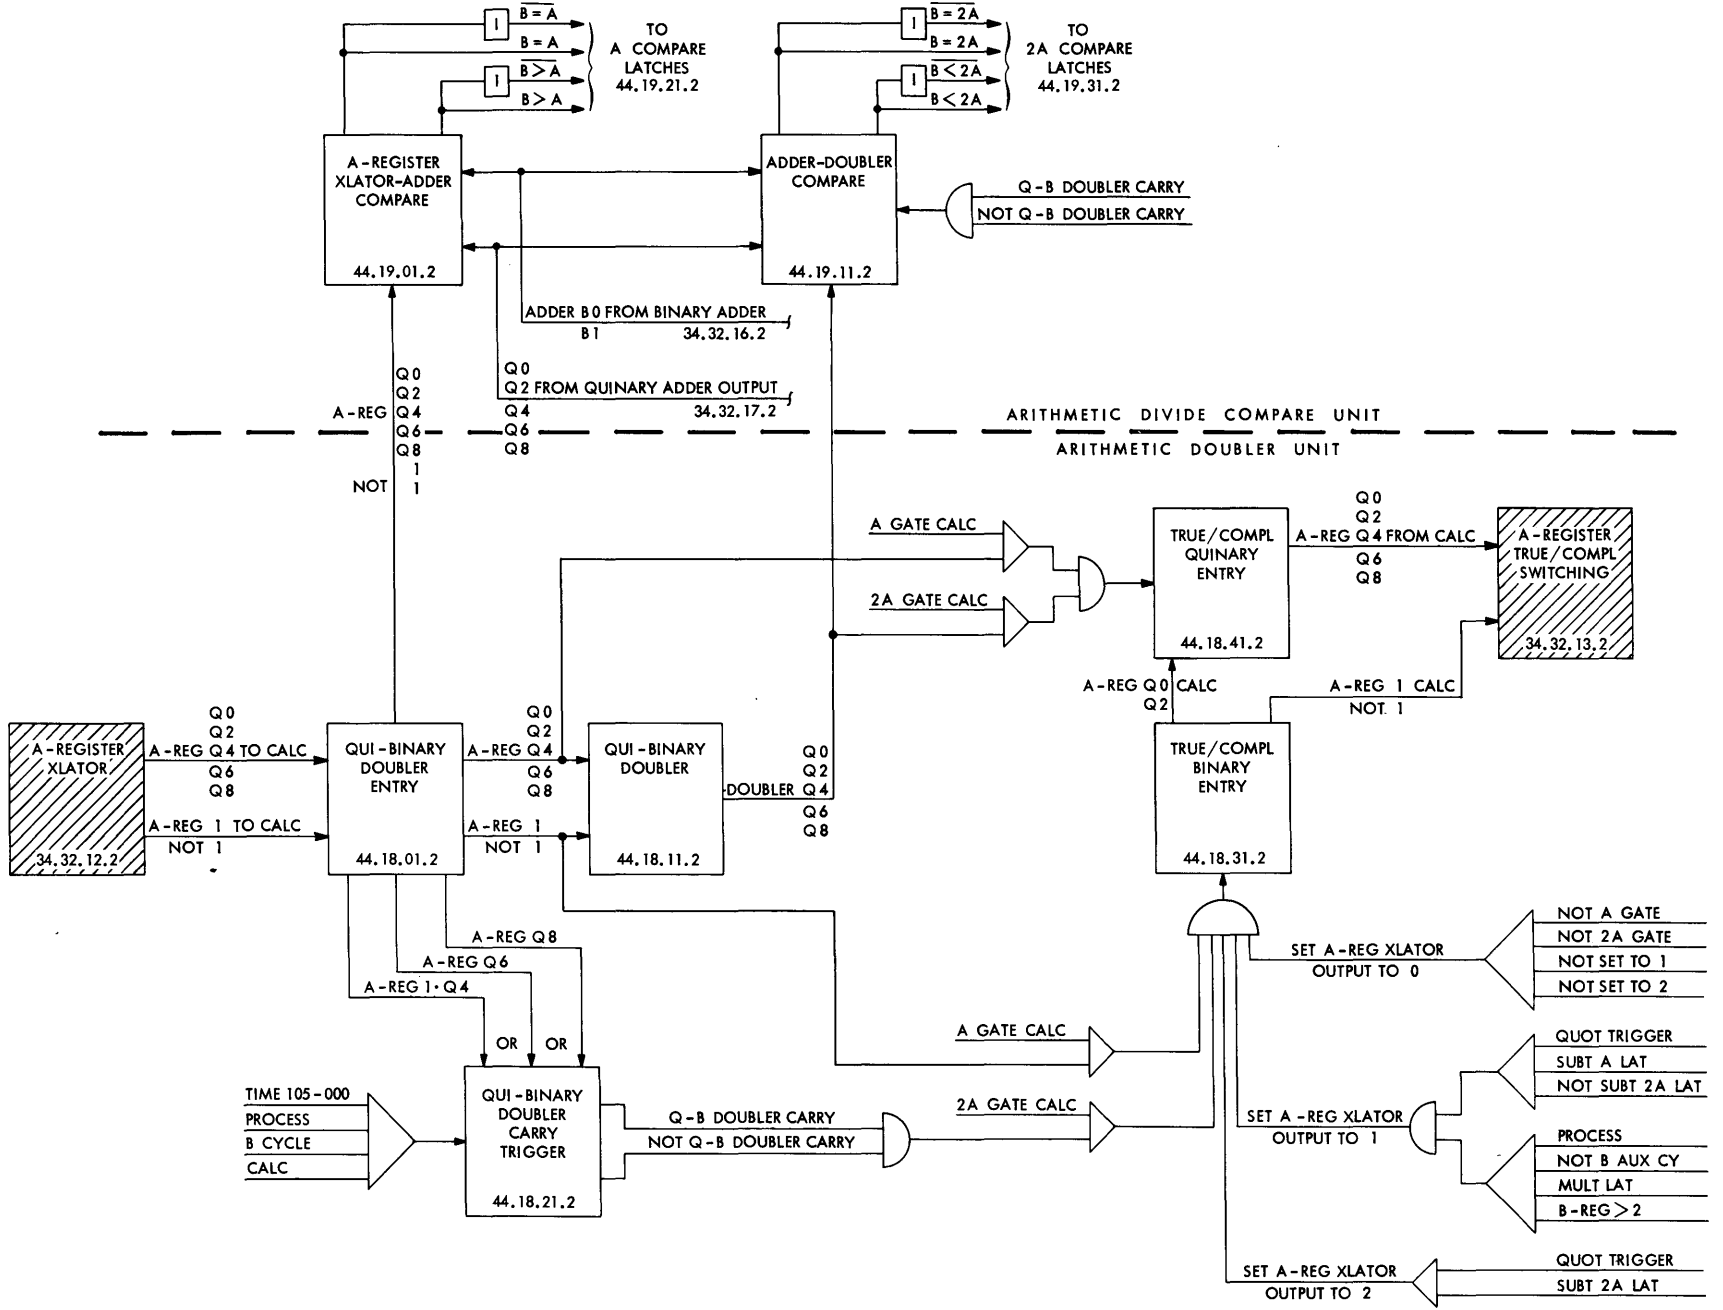 B = A
B = A
B > A
B > A
TO
A COMPARE
LATCHES
44.19.21.2
B = 2A
B = 2A
B < 2A
B < 2A
TO
2A COMPARE
LATCHES
44.19.31.2
I
I
I
I
A-REGISTER
XLATOR-ADDER
COMPARE
44.19.01.2
ADDER-DOUBLER
COMPARE
44.19.11.2
Q-B DOUBLER CARRY
NOT Q-B DOUBLER CARRY
ADDER B0 FROM BINARY ADDER
B1 34.32.16.2
Q0
Q2 FROM QUINARY ADDER OUTPUT
34.32.17.2
Q4
Q6
Q8
Q0
Q2
A-REG Q4
Q6
Q8
1
NOT 1
ARITHMETIC DIVIDE COMPARE UNIT
ARITHMETIC DOUBLER UNIT
A GATE CALC
2A GATE CALC
TRUE/COMPL
QUINARY
ENTRY
44.18.41.2
Q0
Q2
A-REG Q4 FROM CALC
Q6
Q8
A-REGISTER
TRUE/COMPL
SWITCHING
34.32.13.2
A-REG Q0 CALC
Q2
A-REG 1 CALC
NOT 1
A-REGISTER
XLATOR
34.32.12.2
Q0
Q2
A-REG Q4 TO CALC
Q6
Q8
A-REG 1 TO CALC
NOT 1
QUI-BINARY
DOUBLER
ENTRY
44.18.01.2
Q0
Q2
A-REG Q4
Q6
Q8
A-REG 1
NOT 1
QUI-BINARY
DOUBLER
44.18.11.2
Q0
Q2
DOUBLER Q4
Q6
Q8
TRUE/COMPL
BINARY
ENTRY
44.18.31.2
A-REG Q8
A-REG Q6
A-REG 1·Q4
OR OR
TIME 105-000
PROCESS
B CYCLE
CALC
QUI-BINARY
DOUBLER
CARRY
TRIGGER
44.18.21.2
Q-B DOUBLER CARRY
NOT Q-B DOUBLER CARRY
A GATE CALC
2A GATE CALC
SET A-REG XLATOR
OUTPUT TO 0
NOT A GATE
NOT 2A GATE
NOT SET TO 1
NOT SET TO 2
SET A-REG XLATOR
OUTPUT TO 1
QUOT TRIGGER
SUBT A LAT
NOT SUBT 2A LAT
PROCESS
NOT B AUX CY
MULT LAT
B-REG > 2
SET A-REG XLATOR
OUTPUT TO 2
QUOT TRIGGER
SUBT 2A LAT